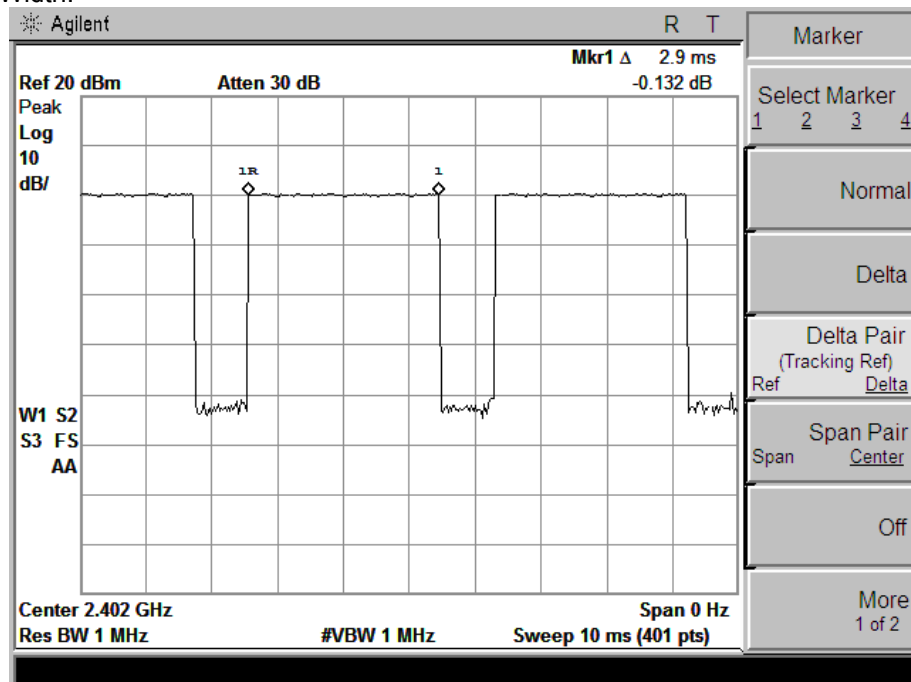 Agilent R T
Mkr1 Δ 2.9 ms
Ref 20 dBm Atten 30 dB -0.132 dB
Peak
Log
10
dB/
1R
1
W1 S2
S3 FS
AA
Center 2.402 GHz Span 0 Hz
Res BW 1 MHz #VBW 1 MHz Sweep 10 ms (401 pts)
Marker
Select Marker
1 2 3 4
Normal
Delta
Delta Pair
(Tracking Ref)
Ref Delta
Span Pair
Span Center
Off
More
1 of 2